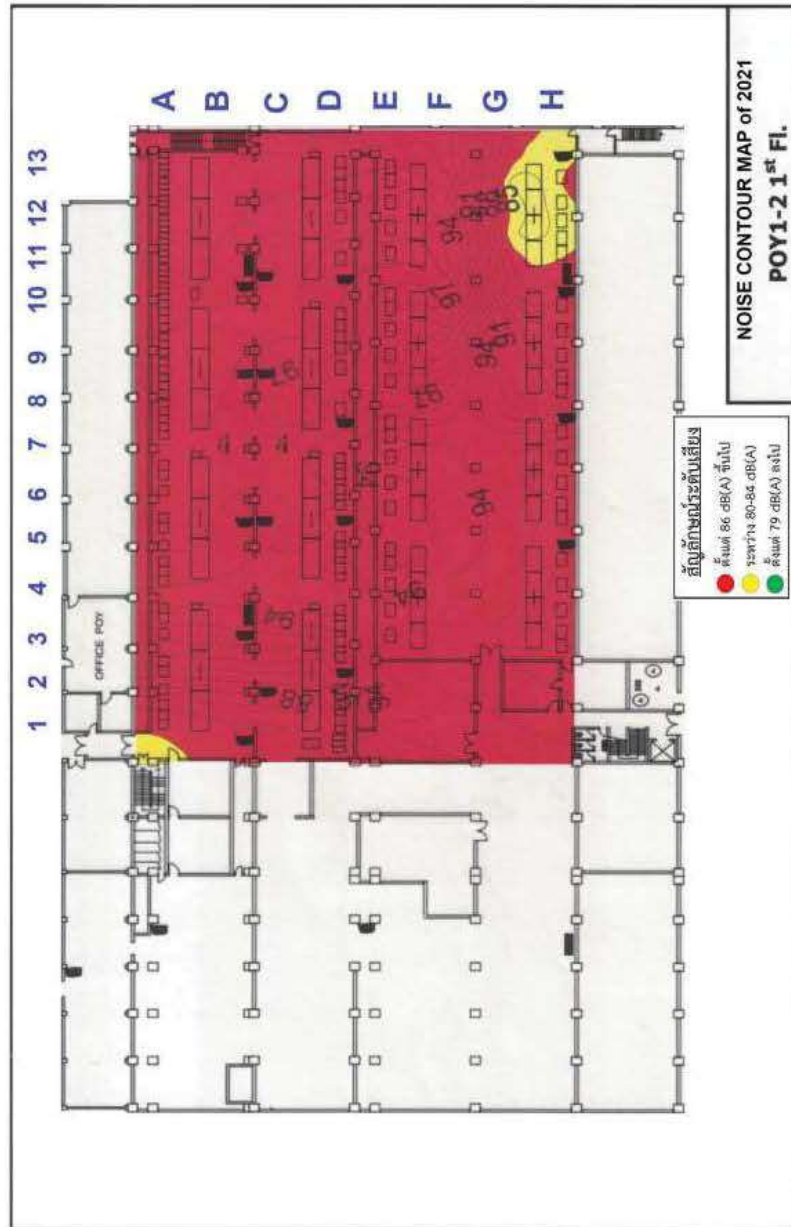 1 2 3 4 5 6 7 8 9 10 11 12 13
A
B
C
D
E
F
G
H
OFFICE POY
94
94
91
94
91
94
สัญลักษณ์ระดับเสียง
ตั้งแต่ 86 dB(A) ขึ้นไป
ระหว่าง 80-84 dB(A)
ตั้งแต่ 79 dB(A) ลงไป
NOISE CONTOUR MAP of 2021
POY1-2 1st Fl.